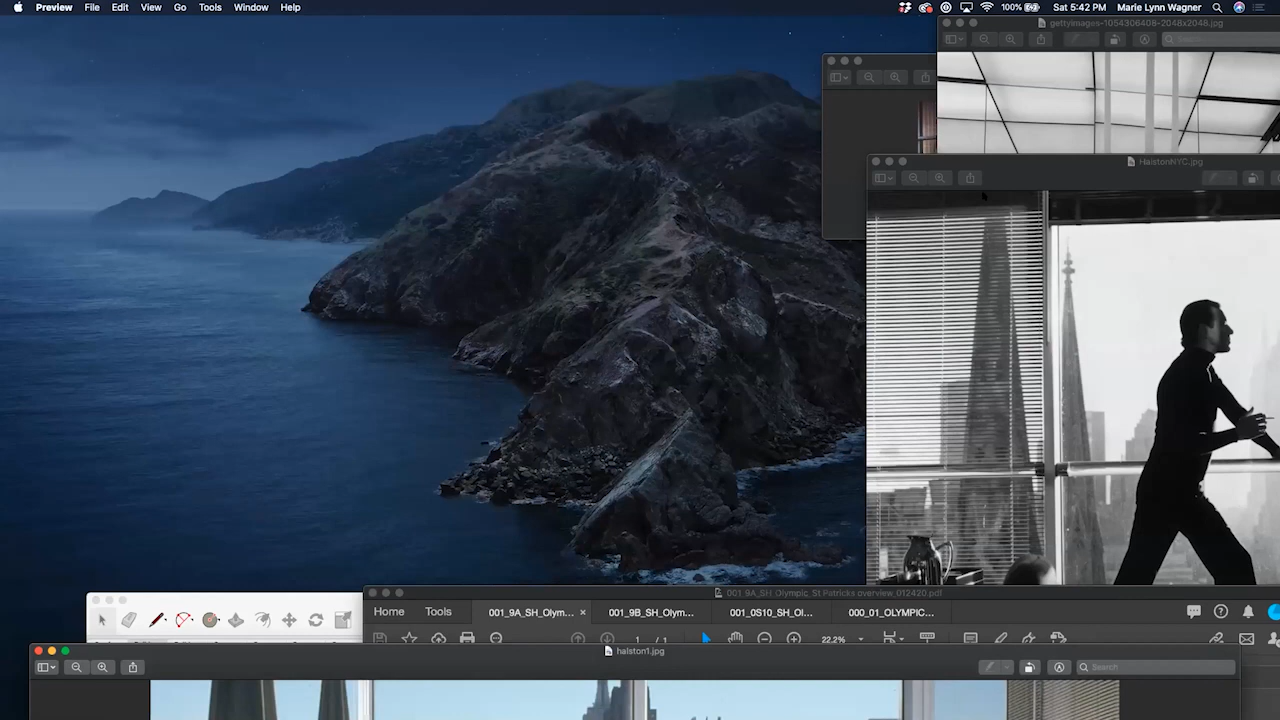 Preview File Edit View Go Tools Window Help 100% Sat 5:42 PM Marie Lynn Wagner
gettyimages-1054306408-2048x2048.jpg
Search
HalstonNYC.jpg
001_9A_SH_Olympic_St Patricks overview_012420.pdf
Home Tools 001_9A_SH_Olym... × 001_9B_SH_Olym... 001_0S10_SH_Ol... 000_01_OLYMPIC...
1 / 1 22.2%
halston1.jpg
Search